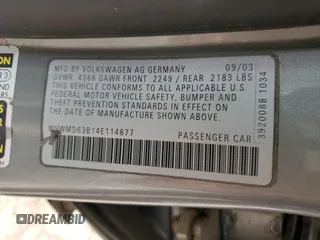 MFD BY VOLKSWAGEN AG GERMANY 09/03
GVWR 4366 GAWR FRONT 2249 / REAR 2183 LBS
THIS VEHICLE CONFORMS TO ALL APPLICABLE U.S.
FEDERAL MOTOR VEHICLE SAFETY, BUMPER AND
THEFT PREVENTION STANDARDS IN EFFECT ON
THE DATE OF MANUFACTURE SHOWN ABOVE.
WVWMD63B14E114877 PASSENGER CAR
3920088 1034
DREAMBID